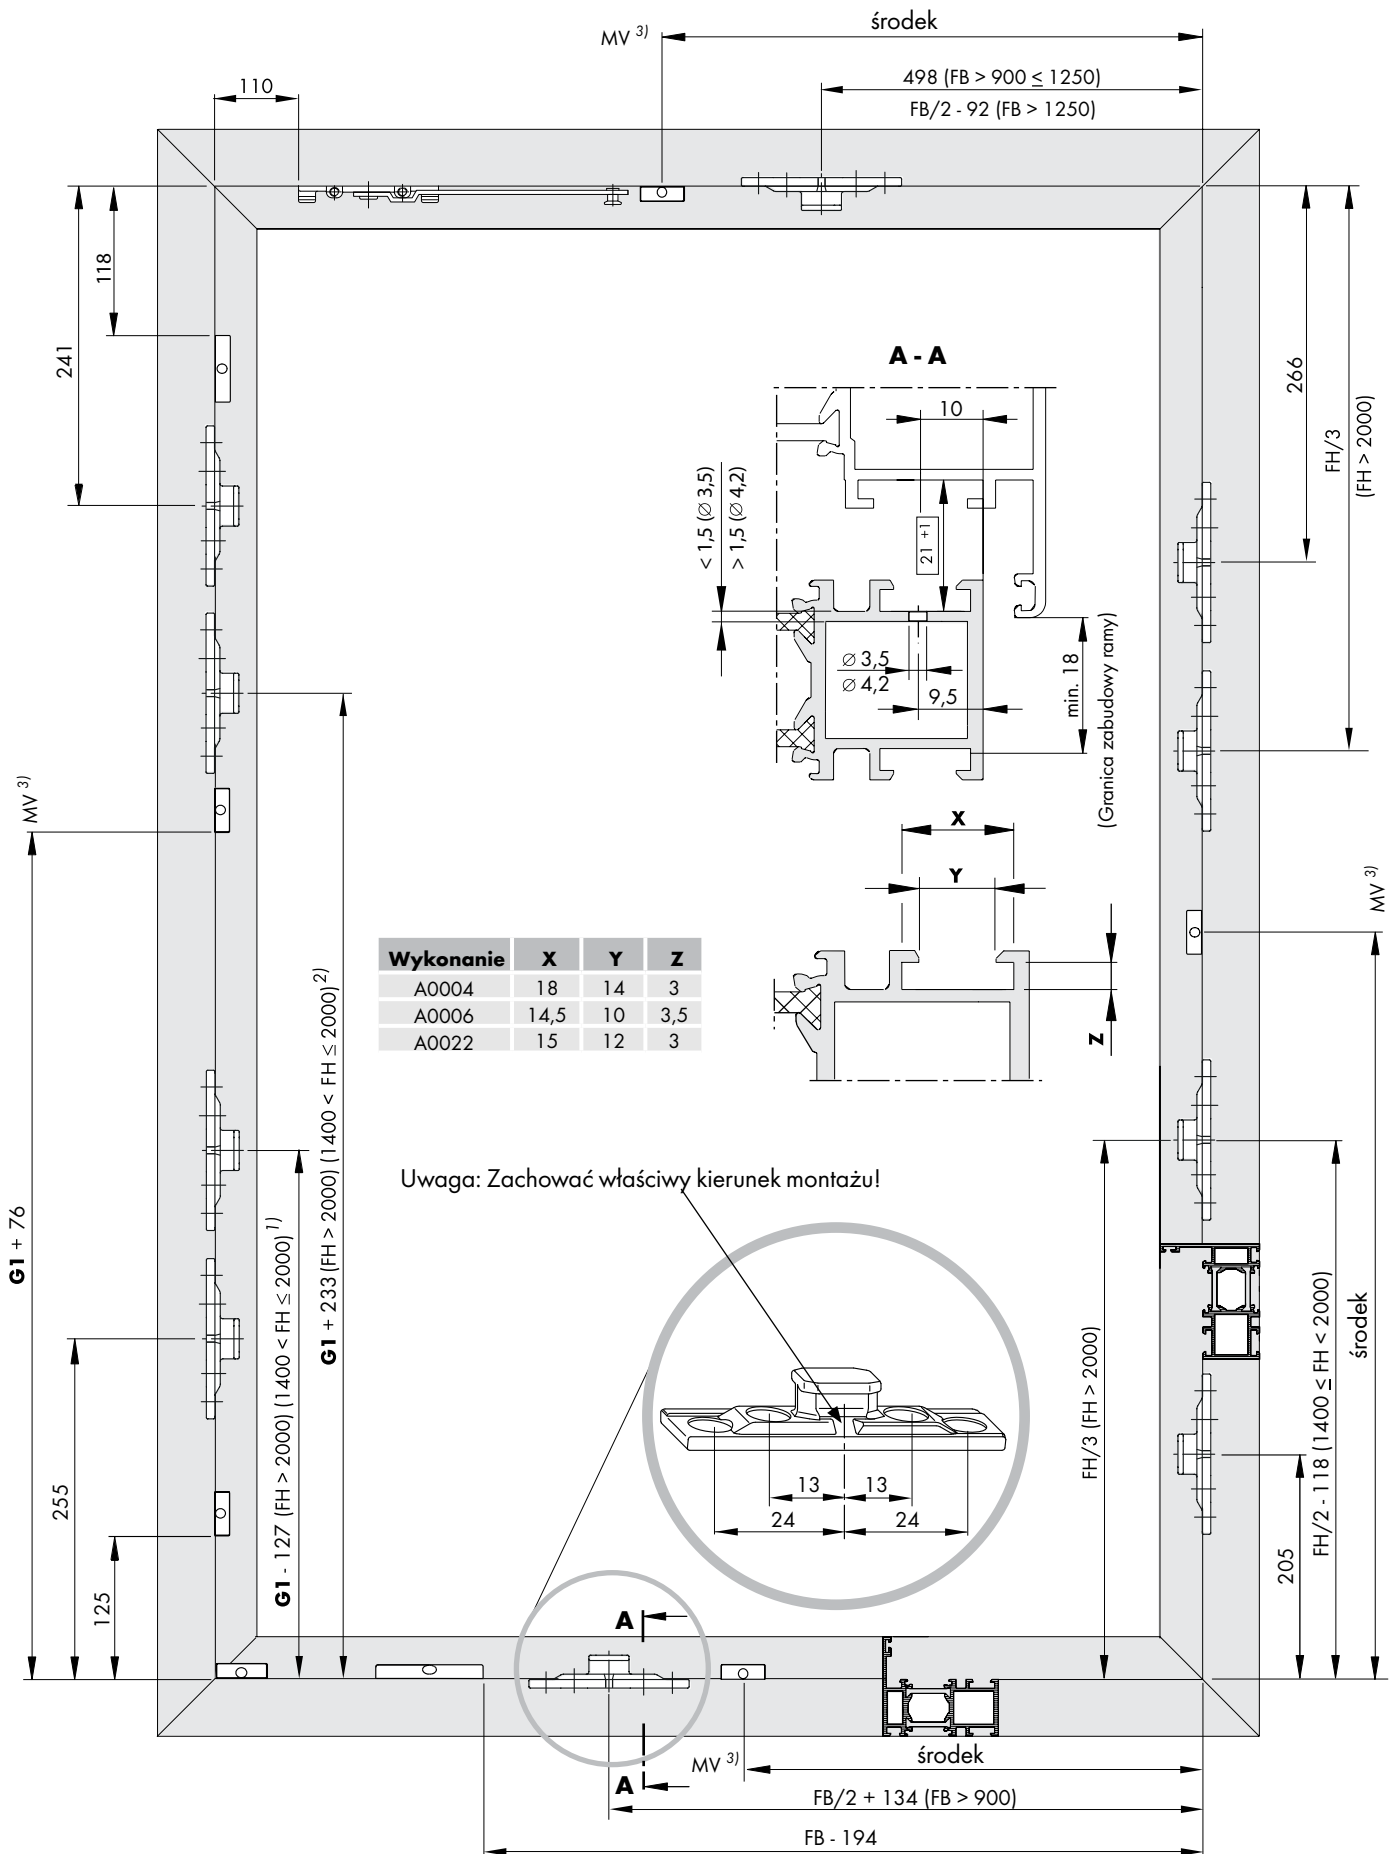 MV 3)
środek
498 (FB > 900 ≤ 1250)
FB/2 - 92 (FB > 1250)
110
241
118
266
FH/3
(FH > 2000)
A - A
10
< 1,5 (∅ 3,5)
> 1,5 (∅ 4,2)
21 +1
∅ 3,5
∅ 4,2
9,5
min. 18
(Granica zabudowy ramy)
MV 3)
G1 + 76
X
Y
Z
Wykonanie X Y Z
A0004 18 14 3
A0006 14,5 10 3,5
A0022 15 12 3
MV 3)
środek
G1 + 233 (FH > 2000) (1400 < FH ≤ 2000) 2)
G1 - 127 (FH > 2000) (1400 < FH ≤ 2000) 1)
Uwaga: Zachować właściwy kierunek montażu!
13 13
24 24
FH/3 (FH > 2000)
FH/2 - 118 (1400 ≤ FH < 2000)
205
255
125
A
A
MV 3)
środek
FB/2 + 134 (FB > 900)
FB - 194